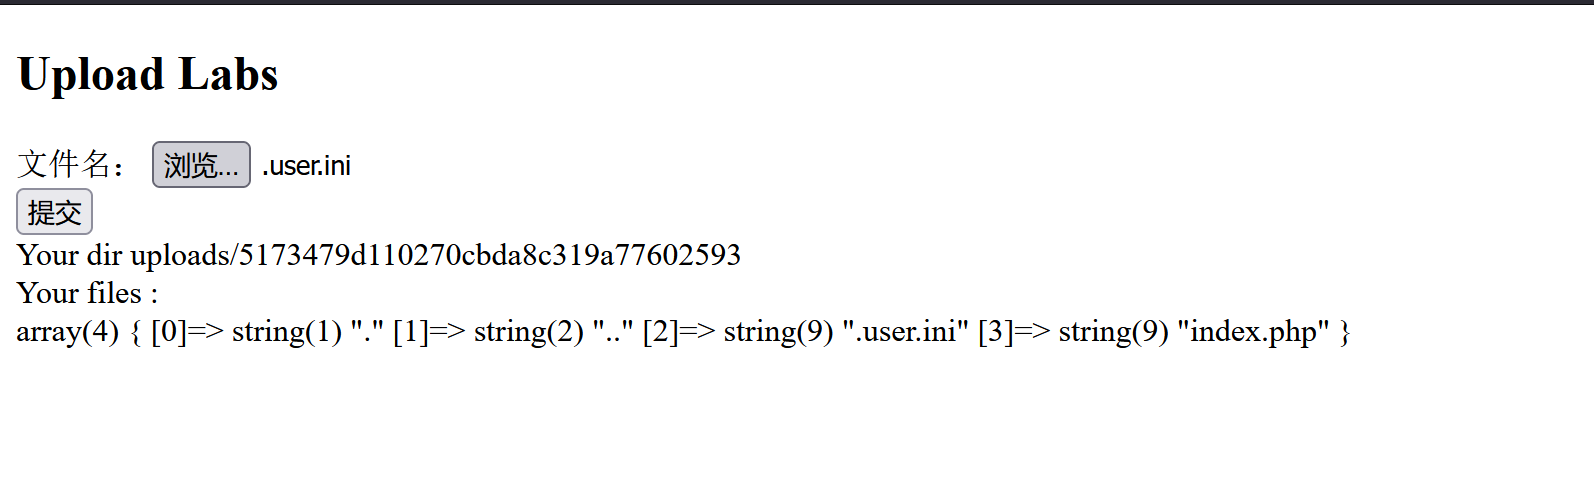 Upload Labs
文件名： 浏览... .user.ini
提交
Your dir uploads/5173479d110270cbda8c319a77602593
Your files :
array(4) { [0]=> string(1) "." [1]=> string(2) ".." [2]=> string(9) ".user.ini" [3]=> string(9) "index.php" }